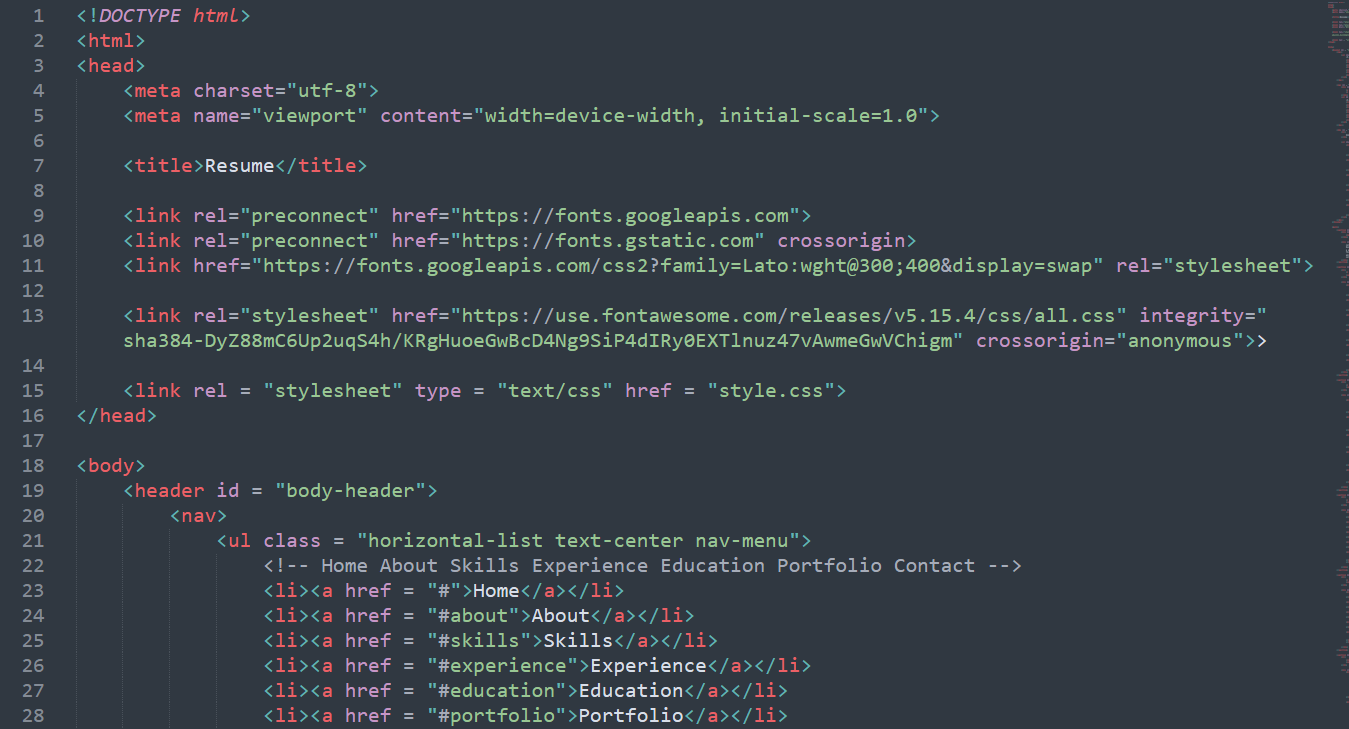 1 <!DOCTYPE html>
2 <html>
3 <head>
4 <meta charset="utf-8">
5 <meta name="viewport" content="width=device-width, initial-scale=1.0">
6
7 <title>Resume</title>
8
9 <link rel="preconnect" href="https://fonts.googleapis.com">
10 <link rel="preconnect" href="https://fonts.gstatic.com" crossorigin>
11 <link href="https://fonts.googleapis.com/css2?family=Lato:wght@300;400&display=swap" rel="stylesheet">
12
13 <link rel="stylesheet" href="https://use.fontawesome.com/releases/v5.15.4/css/all.css" integrity="
sha384-DyZ88mC6Up2uqS4h/KRgHuoeGwBcD4Ng9SiP4dIRy0EXTlnuz47vAwmeGwVChigm" crossorigin="anonymous">>
14
15 <link rel = "stylesheet" type = "text/css" href = "style.css">
16 </head>
17
18 <body>
19 <header id = "body-header">
20 <nav>
21 <ul class = "horizontal-list text-center nav-menu">
22 <!-- Home About Skills Experience Education Portfolio Contact -->
23 <li><a href = "#">Home</a></li>
24 <li><a href = "#about">About</a></li>
25 <li><a href = "#skills">Skills</a></li>
26 <li><a href = "#experience">Experience</a></li>
27 <li><a href = "#education">Education</a></li>
28 <li><a href = "#portfolio">Portfolio</a></li>